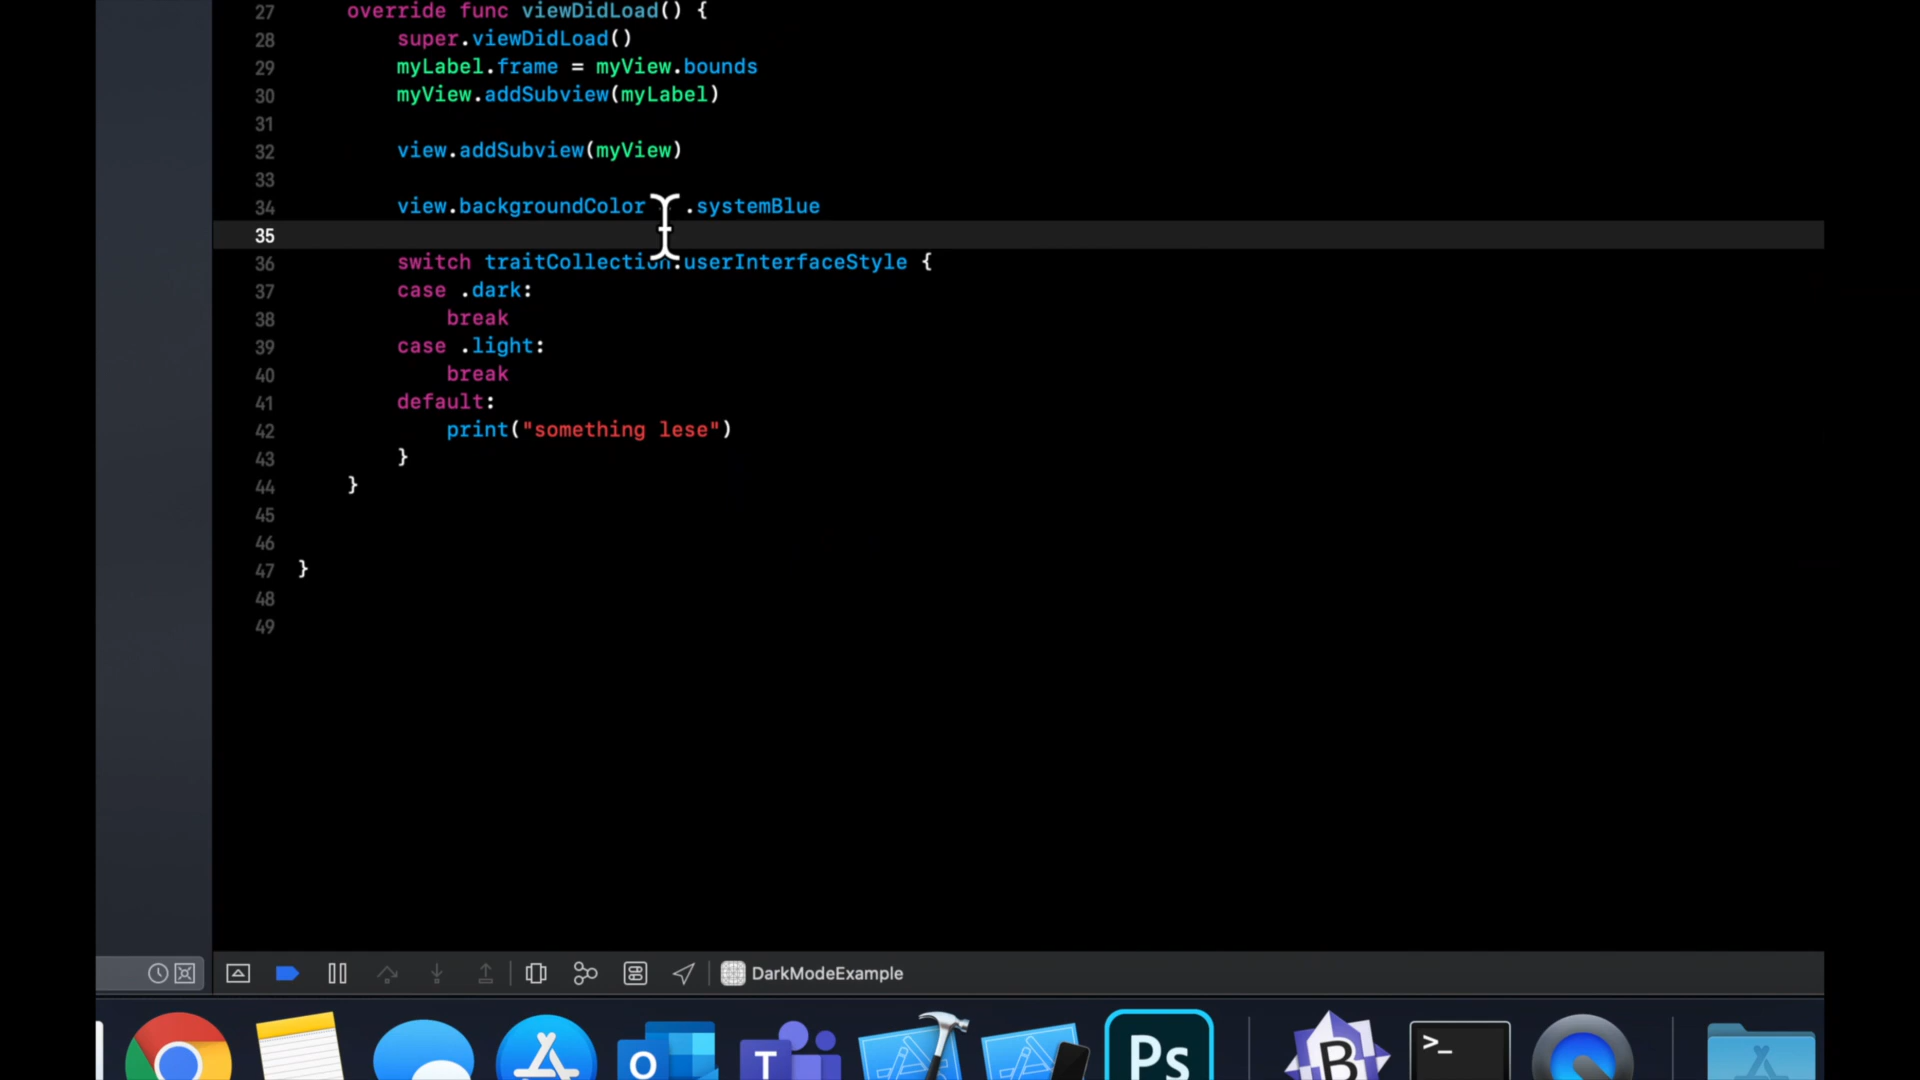 27 override func viewDidLoad() {
28 super.viewDidLoad()
29 myLabel.frame = myView.bounds
30 myView.addSubview(myLabel)
31
32 view.addSubview(myView)
33
34 view.backgroundColor .systemBlue
35
36 switch traitCollection.userInterfaceStyle {
37 case .dark:
38 break
39 case .light:
40 break
41 default:
42 print("something lese")
43 }
44 }
45
46
47 }
48
49
DarkModeExample
O T Ps B >_